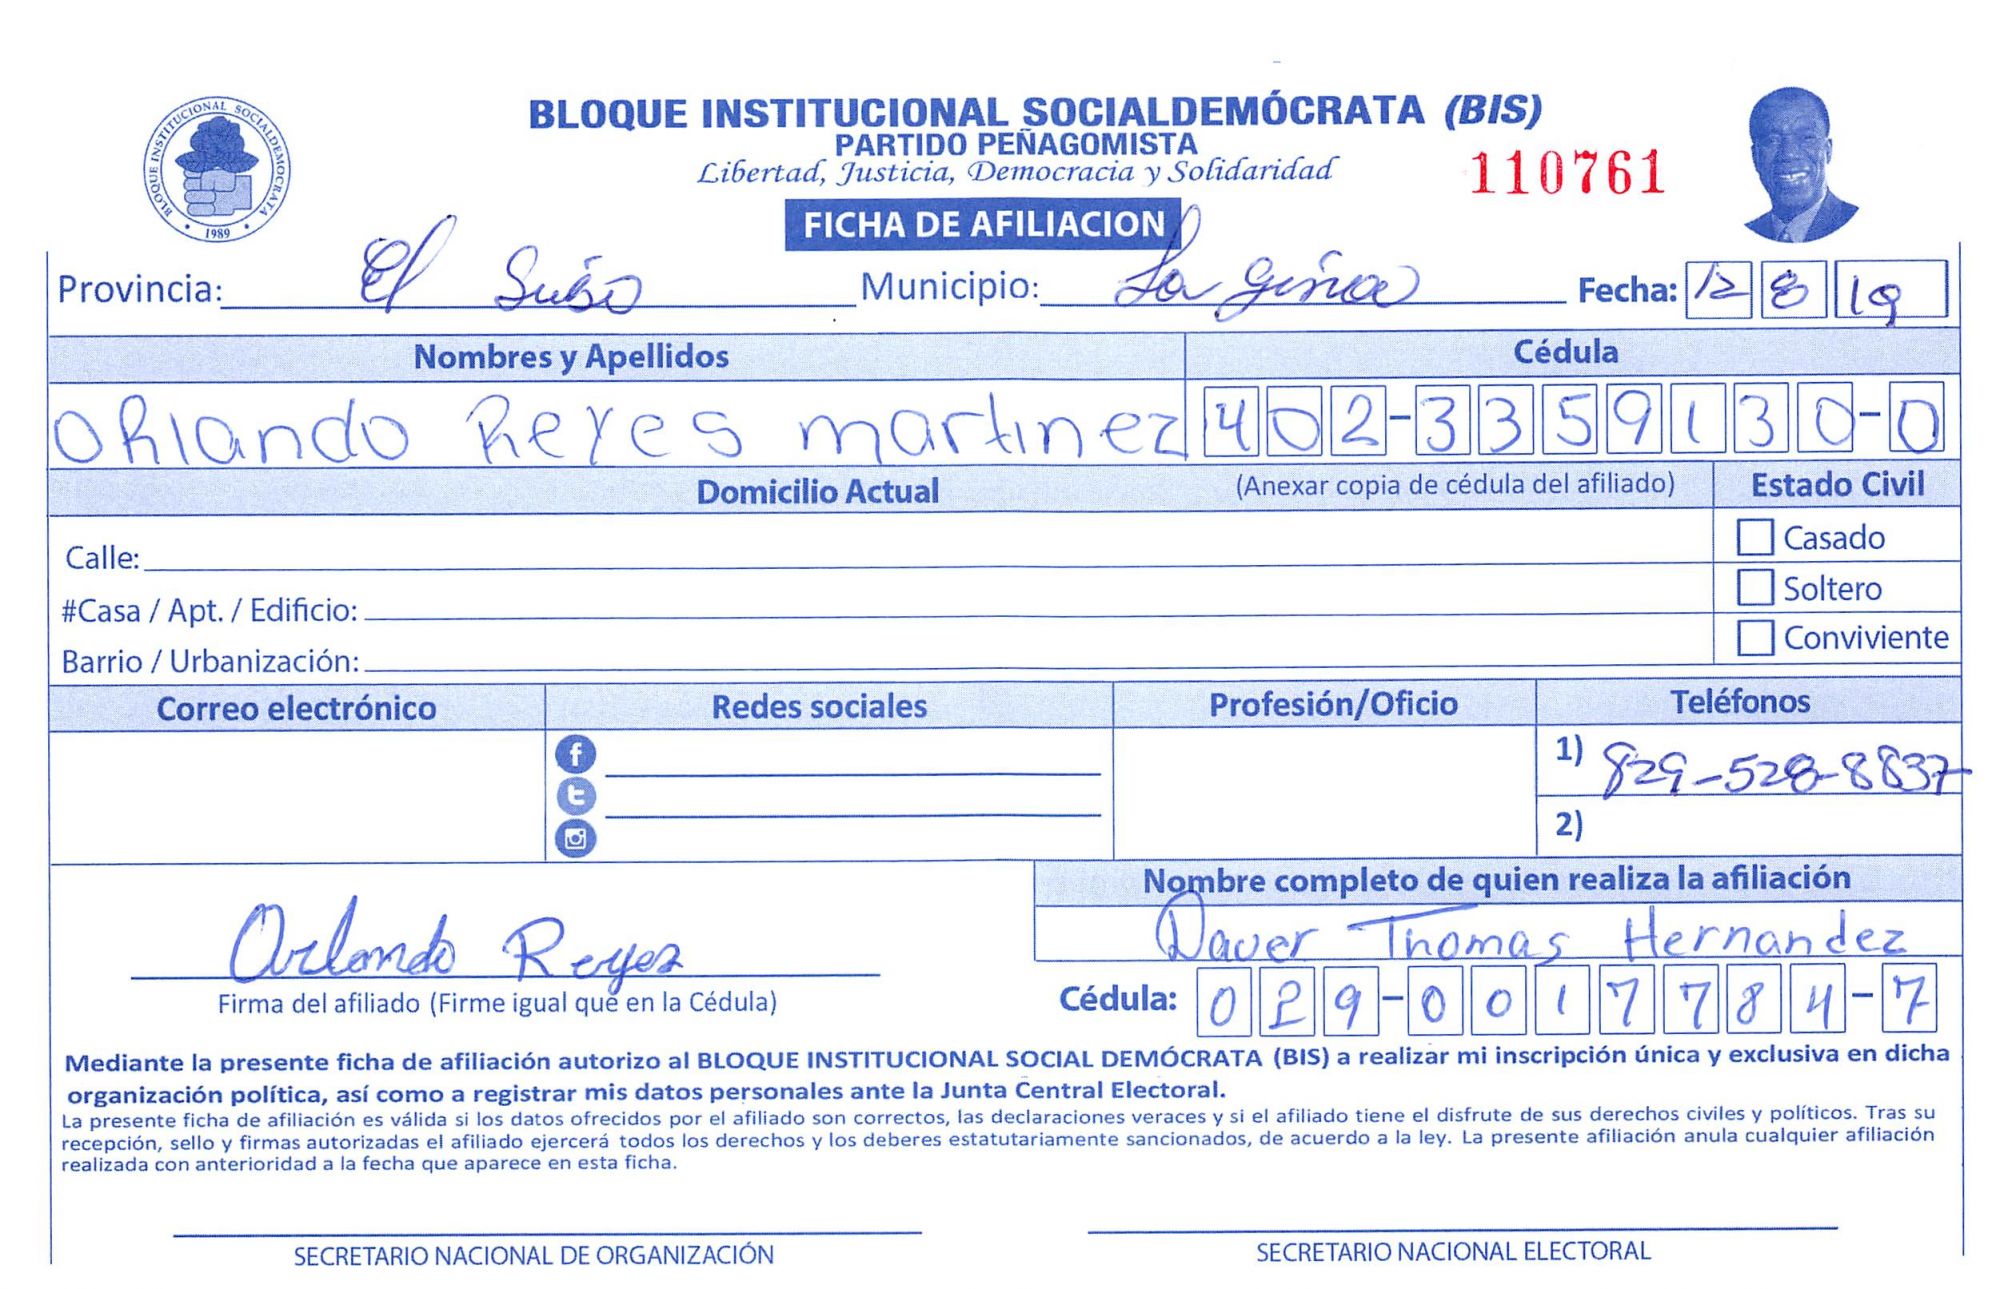 BLOQUE INSTITUCIONAL SOCIALDEMÓCRATA (BIS)
PARTIDO PEÑAGOMISTA
Libertad, Justicia, Democracia y Solidaridad
110761
BLOQUE INSTITUCIONAL SOCIALDEMOCRATA
1989
FICHA DE AFILIACION
Provincia: El Seibo Municipio: La Gina Fecha: 12 8 19
Nombres y Apellidos Cédula
Orlando Reyes martinez 402-3359130-0
Domicilio Actual (Anexar copia de cédula del afiliado) Estado Civil
Calle: Casado
#Casa / Apt. / Edificio: Soltero
Barrio / Urbanización: Conviviente
Correo electrónico Redes sociales Profesión/Oficio Teléfonos
1) 829-528-8837
2)
Nombre completo de quien realiza la afiliación
Orlando Reyes Daver Thomas Hernandez
Firma del afiliado (Firme igual que en la Cédula) Cédula: 029-0017784-7
Mediante la presente ficha de afiliación autorizo al BLOQUE INSTITUCIONAL SOCIAL DEMÓCRATA (BIS) a realizar mi inscripción única y exclusiva en dicha
organización política, así como a registrar mis datos personales ante la Junta Central Electoral.
La presente ficha de afiliación es válida si los datos ofrecidos por el afiliado son correctos, las declaraciones veraces y si el afiliado tiene el disfrute de sus derechos civiles y políticos. Tras su
recepción, sello y firmas autorizadas el afiliado ejercerá todos los derechos y los deberes estatutariamente sancionados, de acuerdo a la ley. La presente afiliación anula cualquier afiliación
realizada con anterioridad a la fecha que aparece en esta ficha.
SECRETARIO NACIONAL DE ORGANIZACIÓN SECRETARIO NACIONAL ELECTORAL